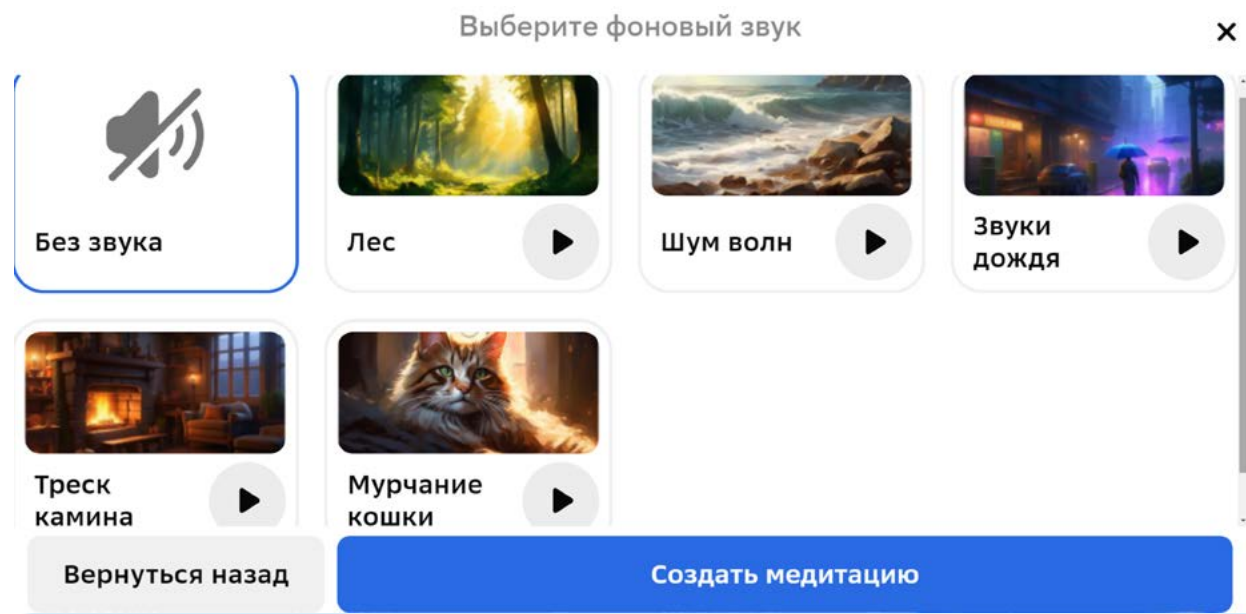 Выберите фоновый звук
Без звука
Лес
Шум волн
Звуки
дождя
Треск
камина
Мурчание
кошки
Вернуться назад
Создать медитацию